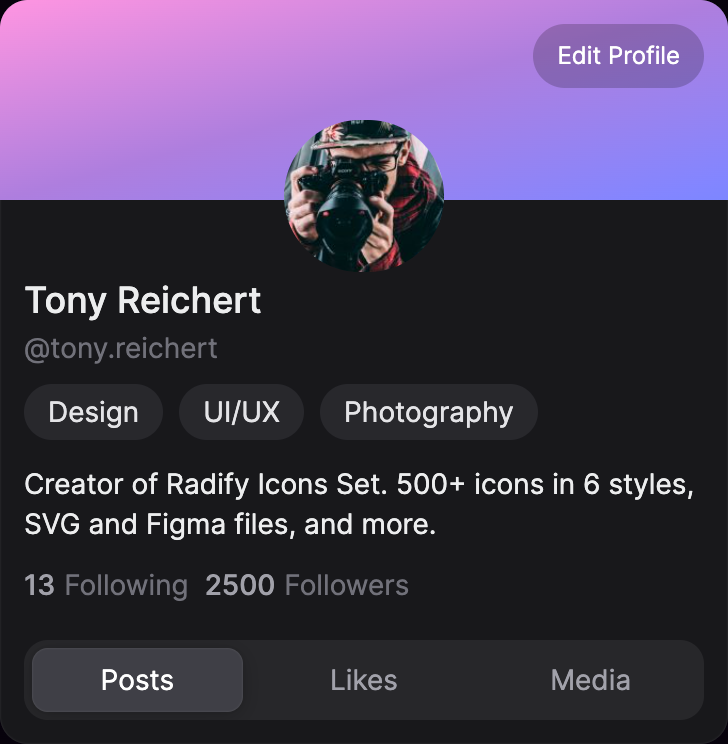 Edit Profile
SONY
Tony Reichert
@tony.reichert
Design UI/UX Photography
Creator of Radify Icons Set. 500+ icons in 6 styles,
SVG and Figma files, and more.
13 Following 2500 Followers
Posts Likes Media